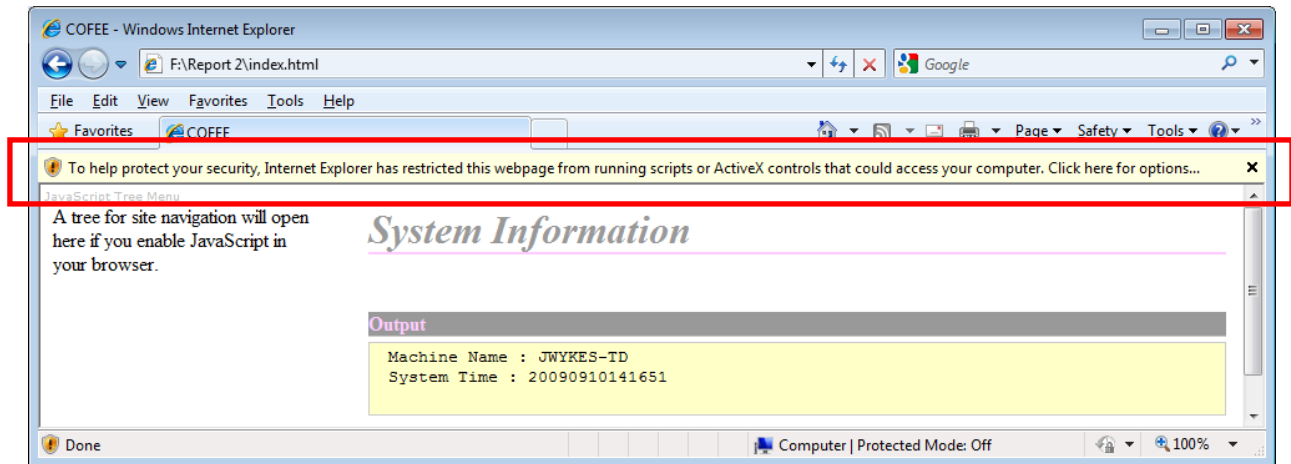 COFEE - Windows Internet Explorer
F:\Report 2\index.html
Google
File Edit View Favorites Tools Help
Favorites COFEE Page Safety Tools
To help protect your security, Internet Explorer has restricted this webpage from running scripts or ActiveX controls that could access your computer. Click here for options...
JavaScript Tree Menu
A tree for site navigation will open
here if you enable JavaScript in
your browser.
System Information
Output
Machine Name : JWYKES-TD
System Time : 20090910141651
Done Computer | Protected Mode: Off 100%